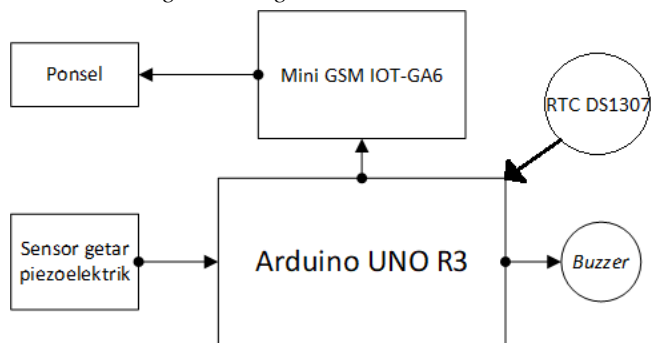 Ponsel
Mini GSM IOT-GA6
RTC DS1307
Sensor getar
piezoelektrik
Arduino UNO R3
Buzzer